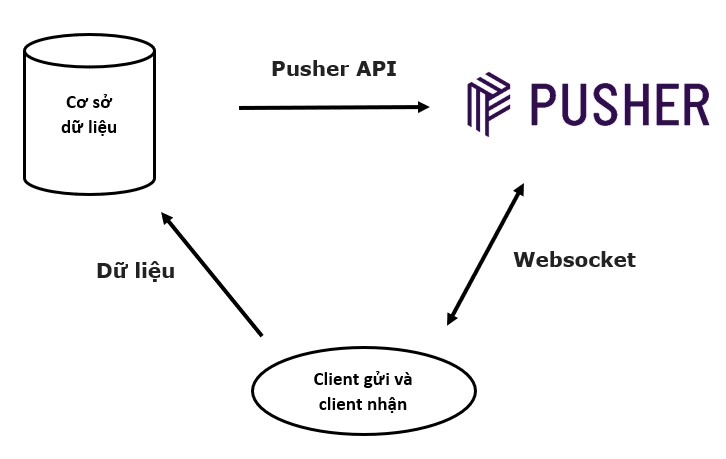 Pusher API
Cơ sở
dữ liệu
PUSHER
Dữ liệu
Websocket
Client gửi và
client nhận